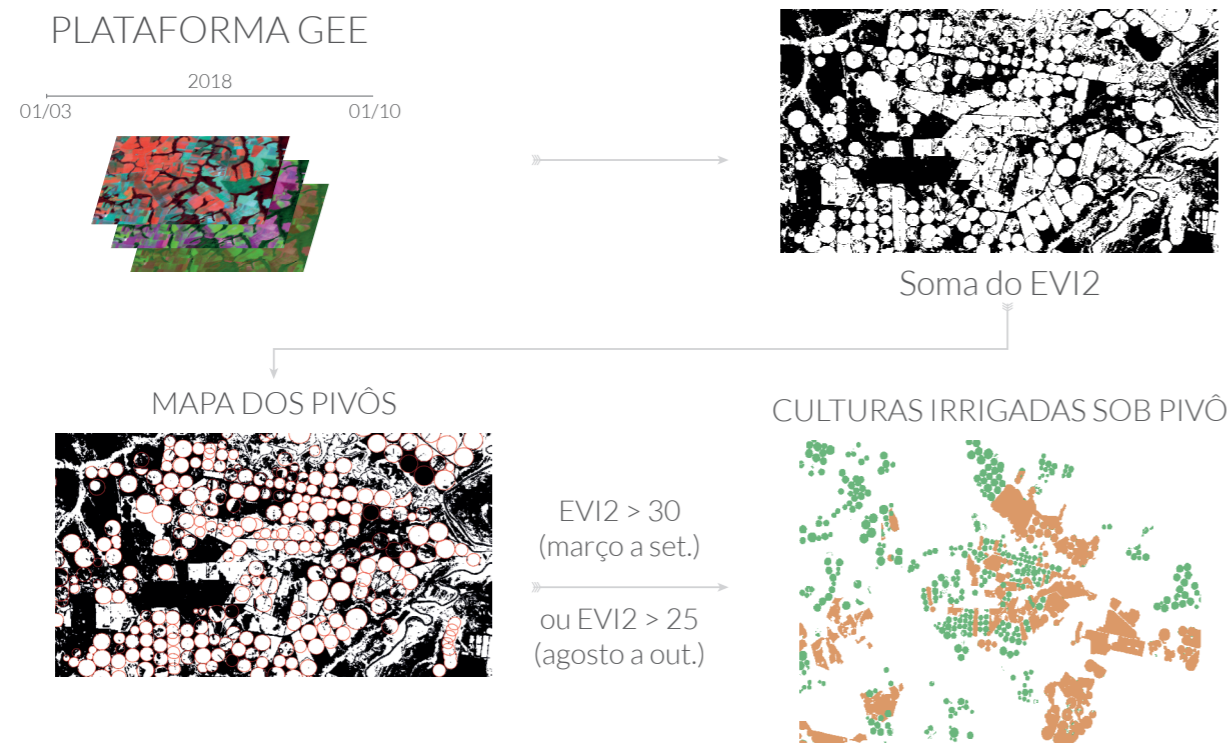 PLATAFORMA GEE
2018
01/03 01/10
Soma do EVI2
MAPA DOS PIVÔS
EVI2 > 30
(março a set.)
ou EVI2 > 25
(agosto a out.)
CULTURAS IRRIGADAS SOB PIVÔ